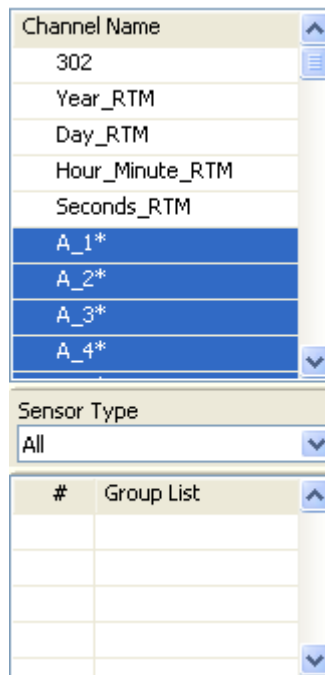 Channel Name
302
Year_RTM
Day_RTM
Hour_Minute_RTM
Seconds_RTM
A_1*
A_2*
A_3*
A_4*
Sensor Type
All
# Group List